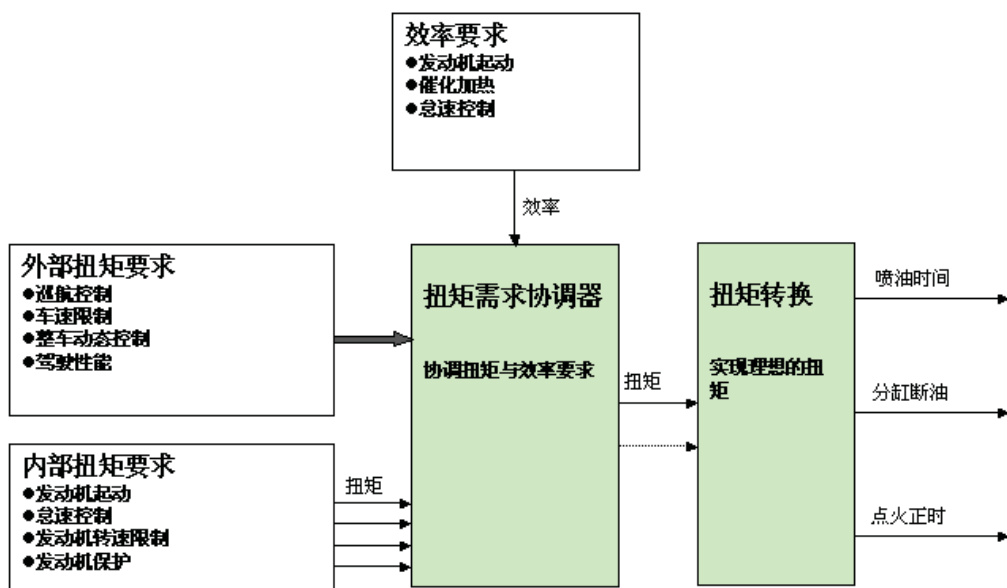 效率要求
●发动机起动
●催化加热
●怠速控制
效率
外部扭矩要求
●巡航控制
●车速限制
●整车动态控制
●驾驶性能
扭矩需求协调器
协调扭矩与效率要求
扭矩
扭矩转换
实现理想的扭
矩
喷油时间
分缸断油
点火正时
内部扭矩要求
●发动机起动
●怠速控制
●发动机转速限制
●发动机保护
扭矩